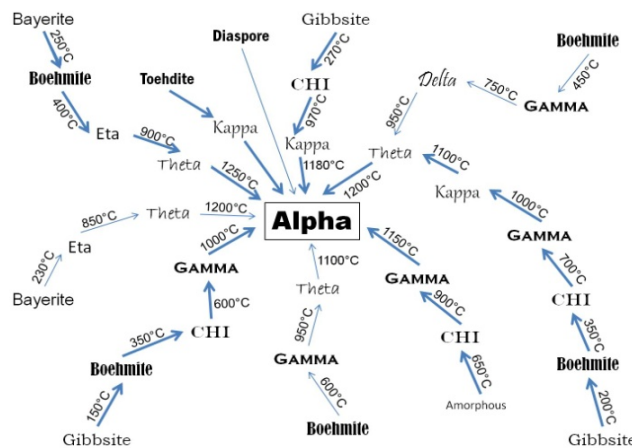 Bayerite
250°C
Boehmite
400°C
Eta
900°C
Theta
1250°C
Toehdite
Kappa
Diaspore
Gibbsite
270°C
CHI
970°C
Kappa
1180°C
Boehmite
450°C
GAMMA
750°C
Delta
950°C
Theta
1200°C
1100°C
Kappa
1000°C
GAMMA
700°C
CHI
350°C
Boehmite
200°C
Gibbsite
Alpha
Bayerite
230°C
Eta
850°C
Theta
1200°C
Gibbsite
150°C
Boehmite
350°C
CHI
600°C
GAMMA
1000°C
Boehmite
600°C
GAMMA
950°C
Theta
1100°C
Amorphous
650°C
CHI
900°C
GAMMA
1150°C